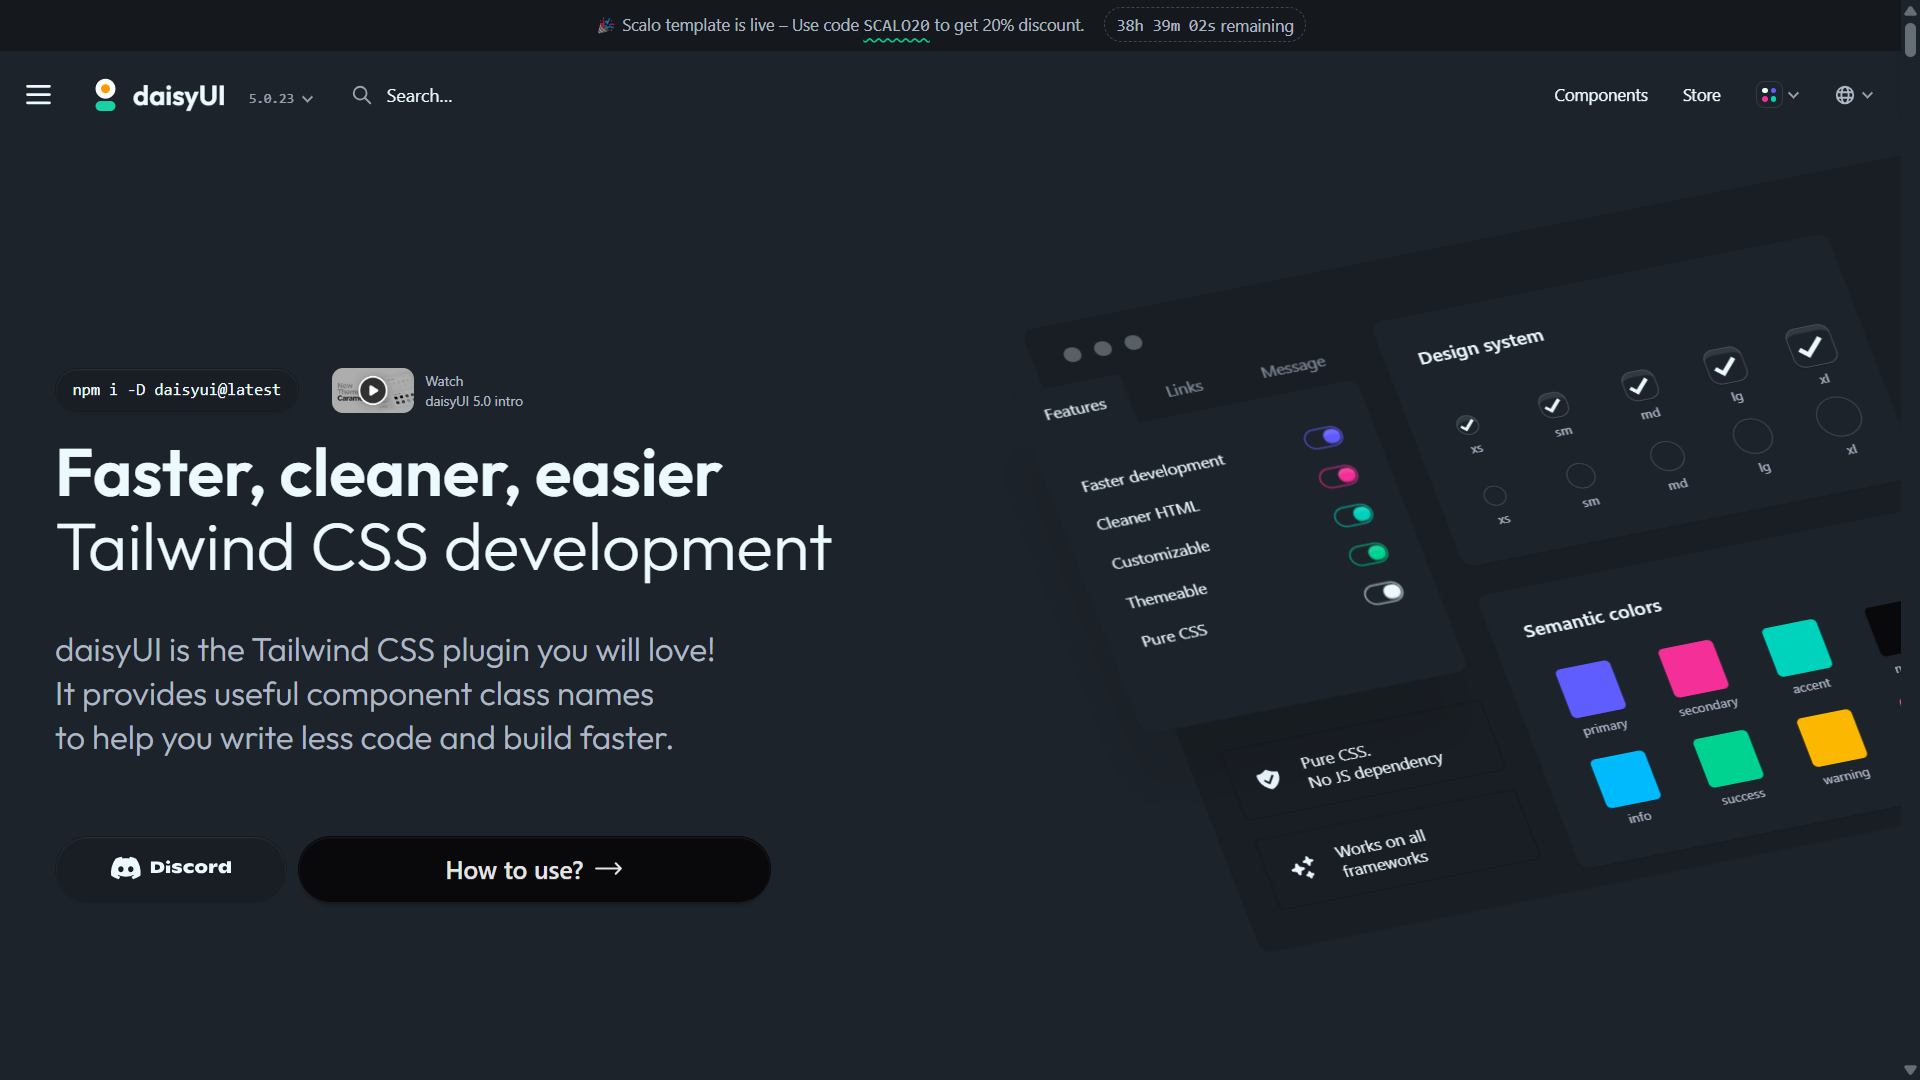 Scalo template is live – Use code SCALO20 to get 20% discount.
38h 39m 02s remaining
daisyUI
5.0.23
Search...
Components
Store
npm i -D daisyui@latest
Watch
daisyUI 5.0 intro
Faster, cleaner, easier
Tailwind CSS development
daisyUI is the Tailwind CSS plugin you will love!
It provides useful component class names
to help you write less code and build faster.
Discord
How to use?
Features
Links
Message
Faster development
Cleaner HTML
Customizable
Themeable
Pure CSS
Design system
xs
sm
md
lg
xl
xs
sm
md
lg
xl
Semantic colors
primary
secondary
accent
info
success
warning
Pure CSS.
No JS dependency
Works on all
frameworks